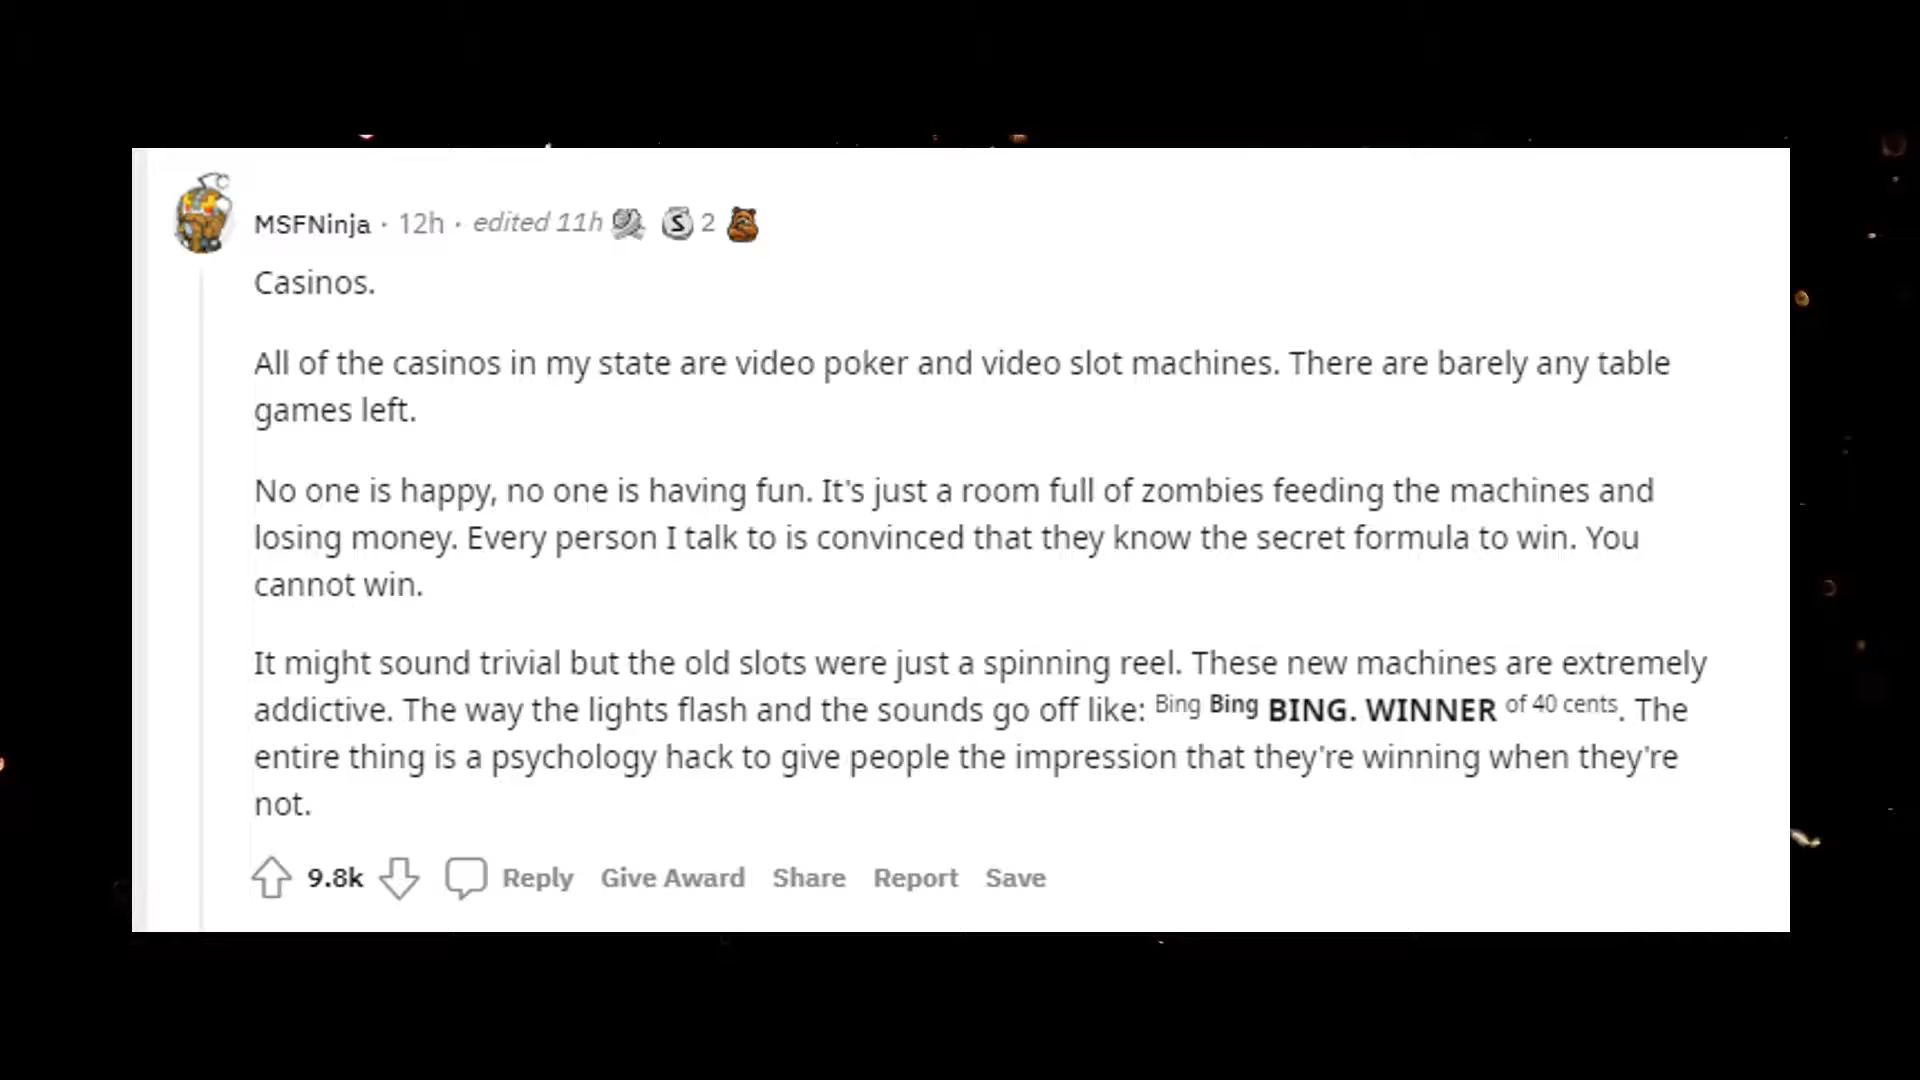 MSFNinja · 12h · edited 11h S 2
Casinos.
All of the casinos in my state are video poker and video slot machines. There are barely any table
games left.
No one is happy, no one is having fun. It's just a room full of zombies feeding the machines and
losing money. Every person I talk to is convinced that they know the secret formula to win. You
cannot win.
It might sound trivial but the old slots were just a spinning reel. These new machines are extremely
addictive. The way the lights flash and the sounds go off like: Bing Bing BING. WINNER of 40 cents. The
entire thing is a psychology hack to give people the impression that they're winning when they're
not.
9.8k Reply Give Award Share Report Save